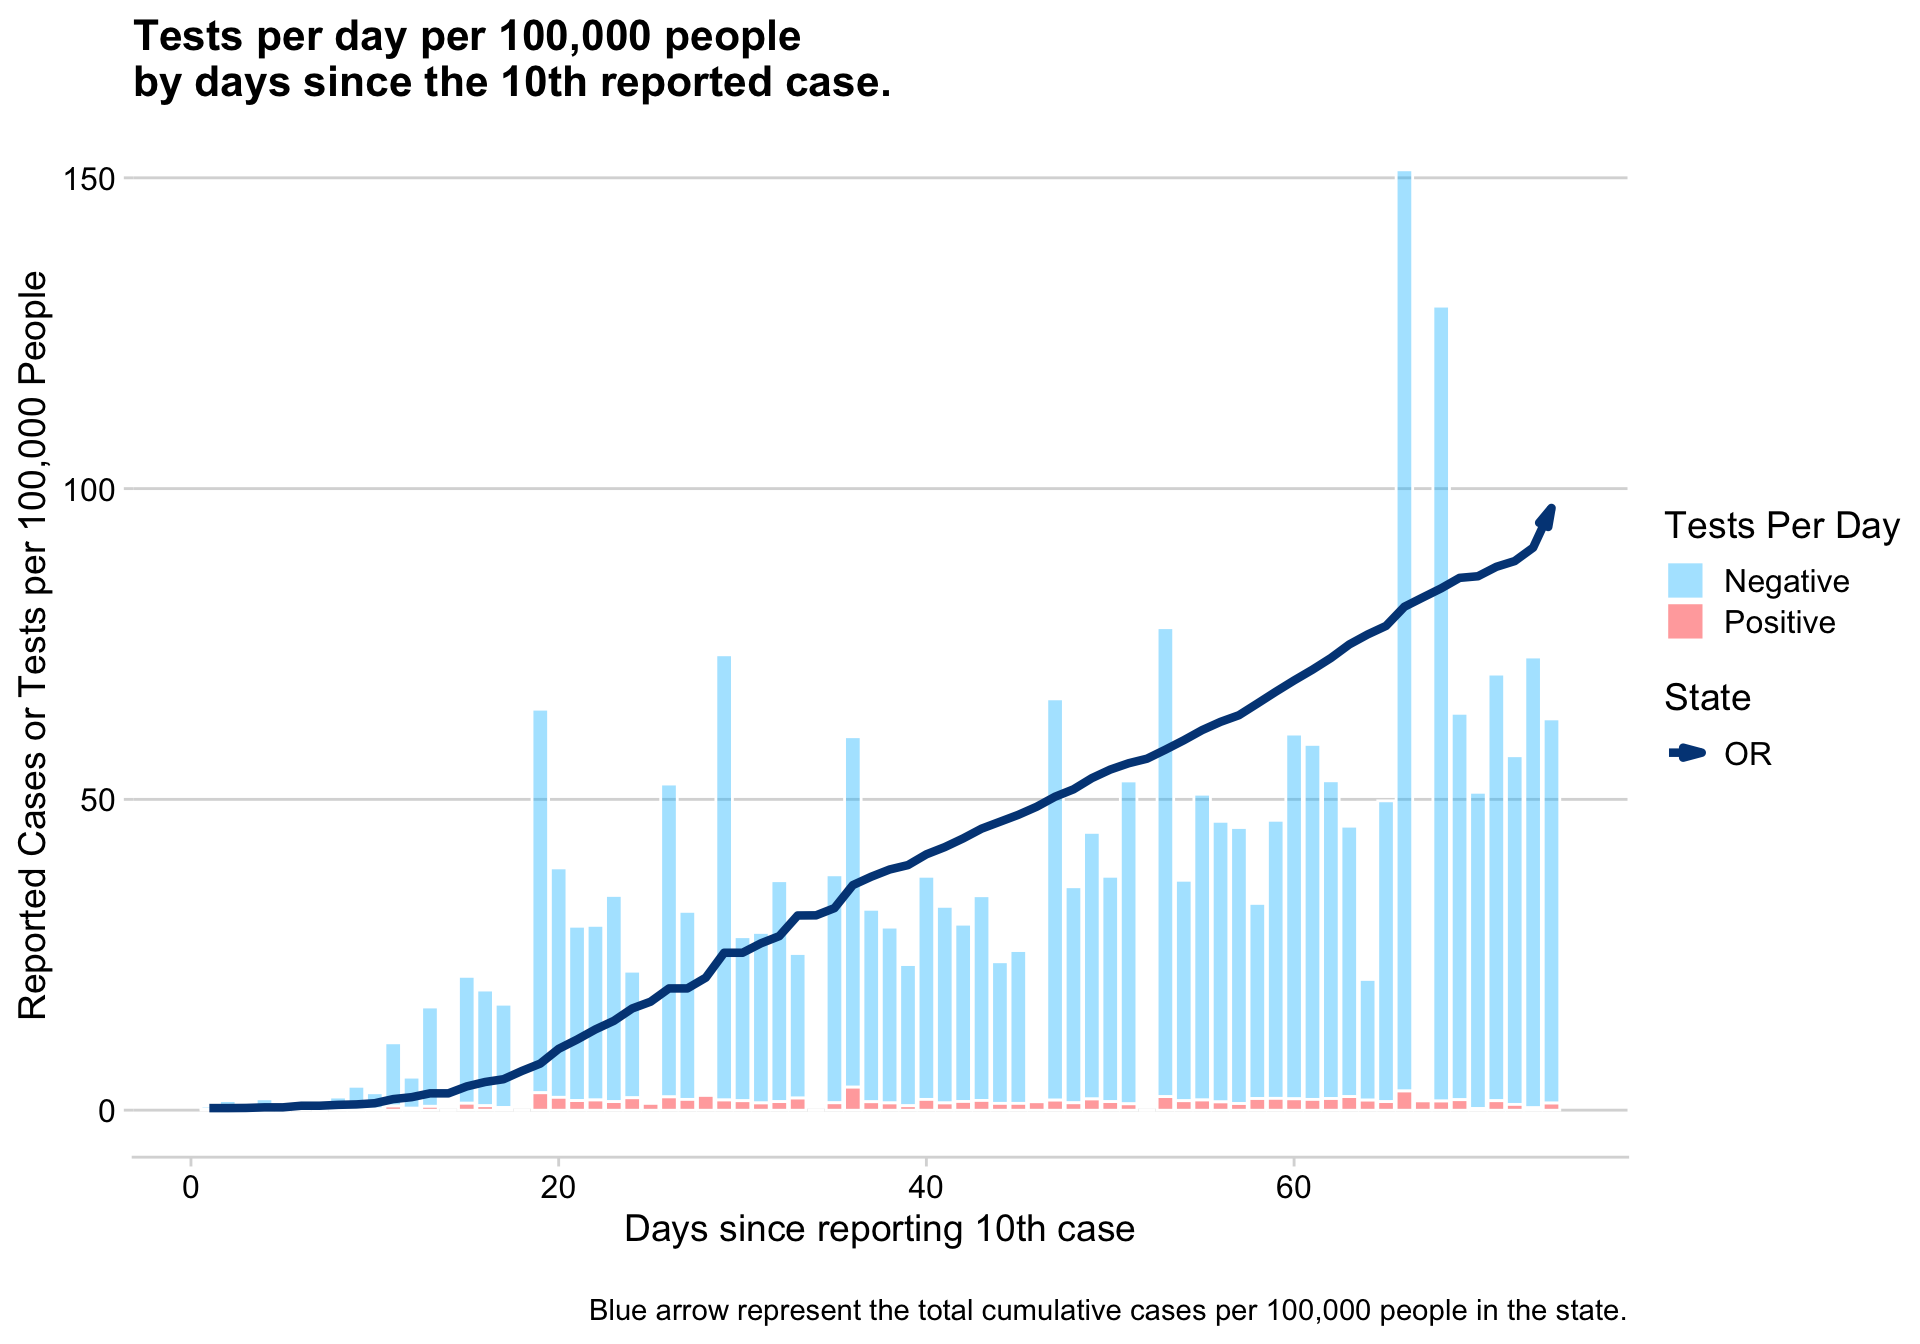 Tests per day per 100,000 people
by days since the 10th reported case.
Reported Cases or Tests per 100,000 People
150
100
50
0
0
20
40
60
Days since reporting 10th case
Tests Per Day
Negative
Positive
State
OR
Blue arrow represent the total cumulative cases per 100,000 people in the state.